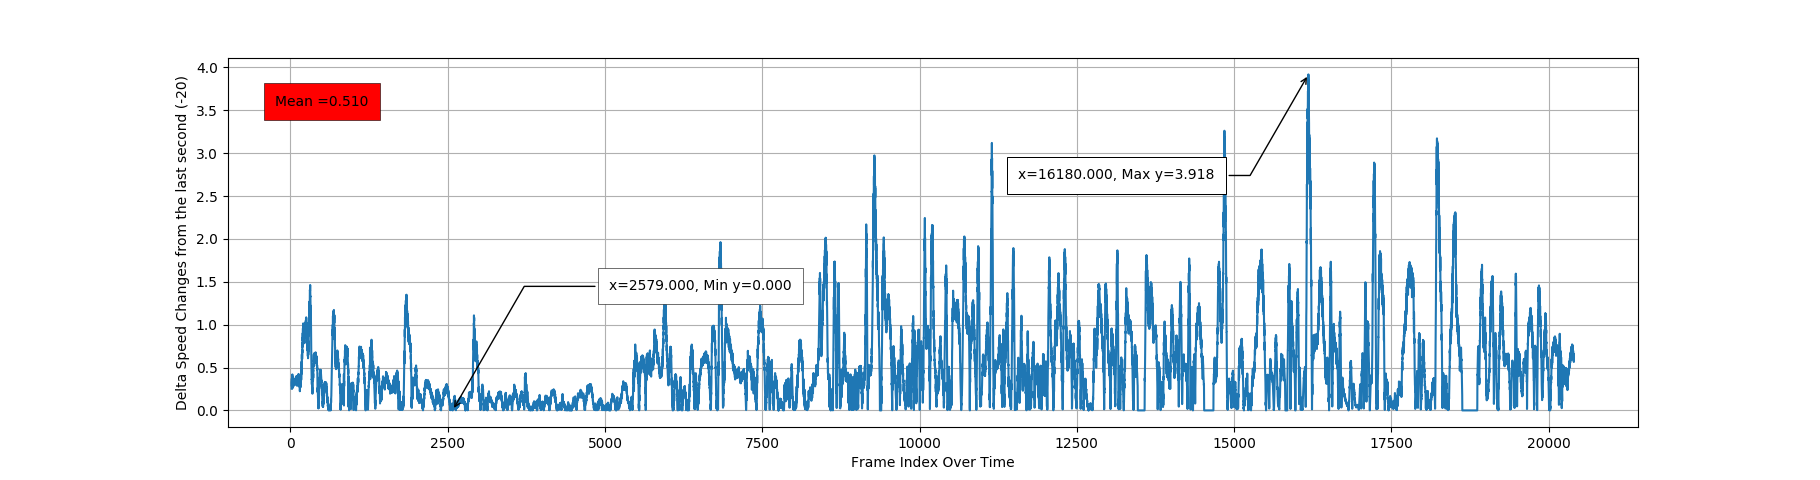 Delta Speed Changes from the last second (-20)
4.0
3.5
3.0
2.5
2.0
1.5
1.0
0.5
0.0
Mean =0.510
x=16180.000, Max y=3.918
x=2579.000, Min y=0.000
0 2500 5000 7500 10000 12500 15000 17500 20000
Frame Index Over Time